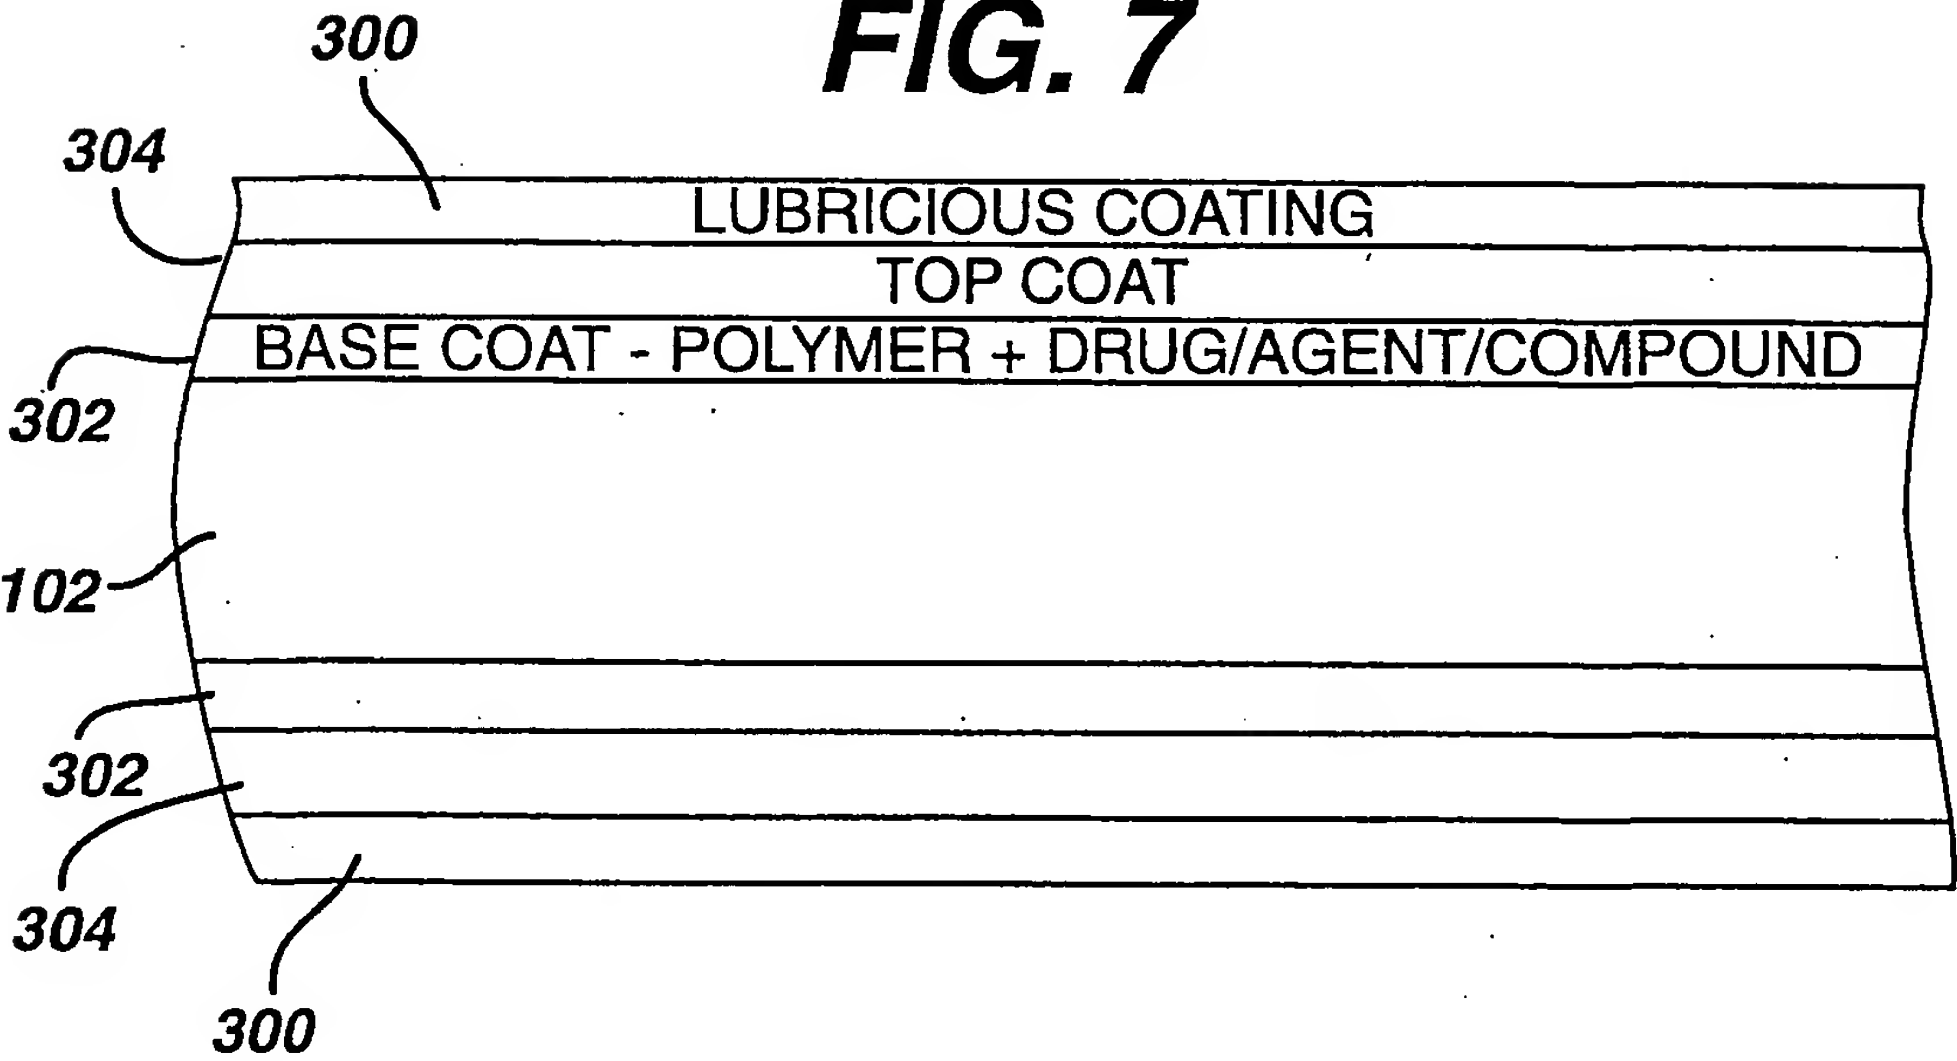 FIG. 7
300
304
LUBRICIOUS COATING
TOP COAT
BASE COAT - POLYMER + DRUG/AGENT/COMPOUND
302
102
302
304
300